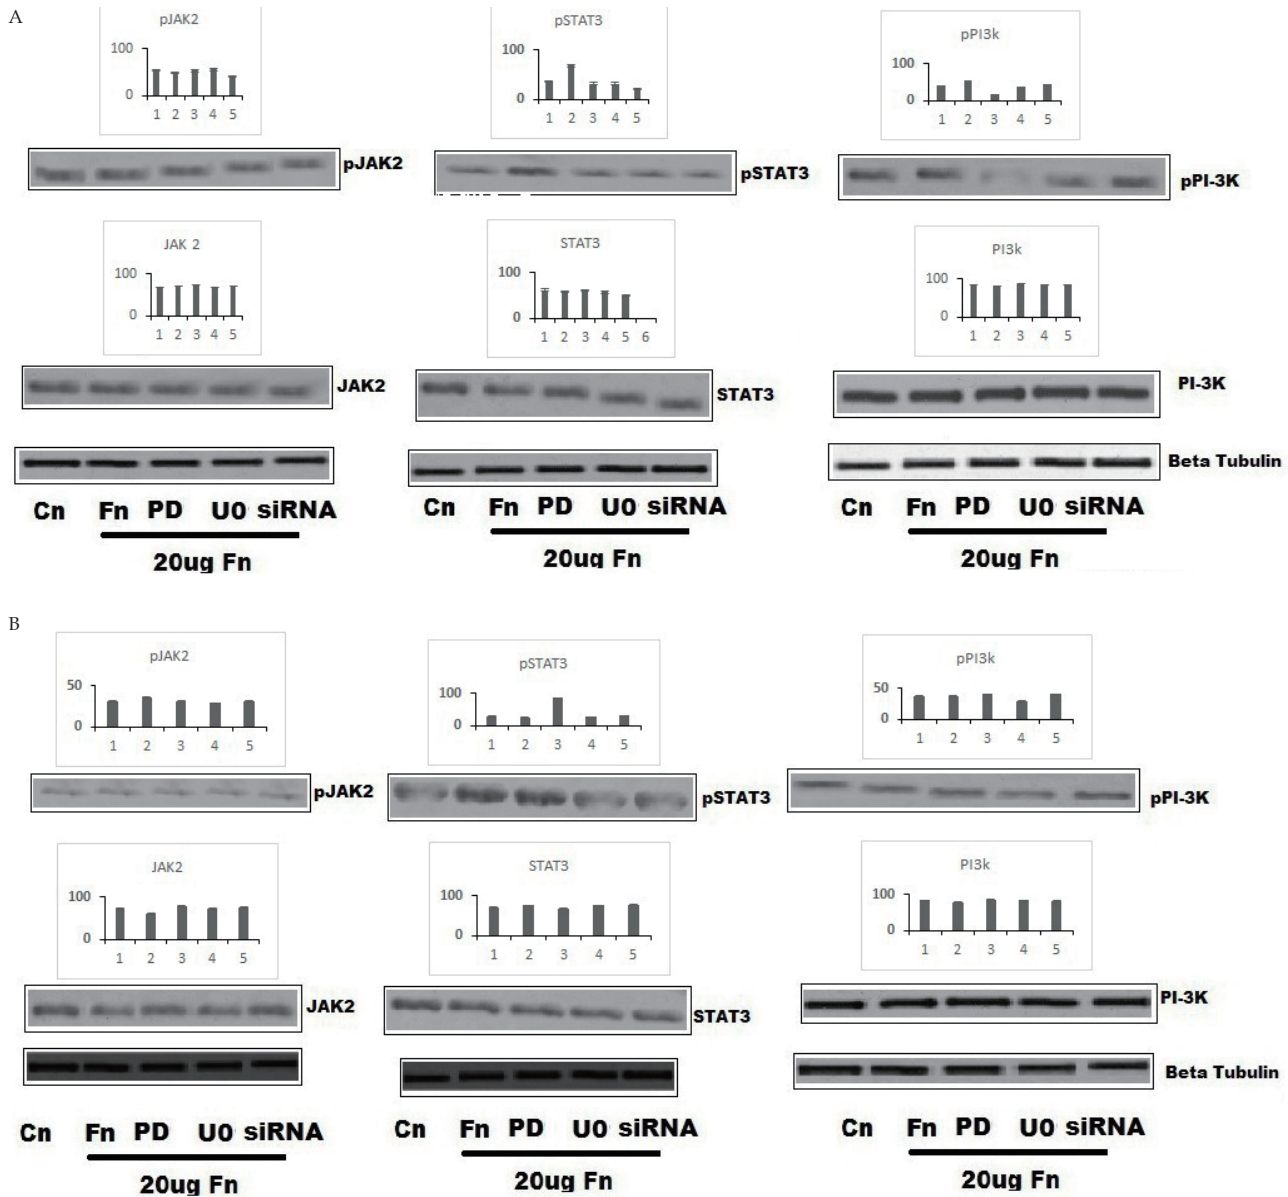 A
pJAK2
100
0
1 2 3 4 5
pJAK2
pSTAT3
100
0
1 2 3 4 5
pSTAT3
pPI3k
100
0
1 2 3 4 5
pPI-3K
JAK 2
100
0
1 2 3 4 5
JAK2
STAT3
100
0
1 2 3 4 5 6
STAT3
PI3k
100
0
1 2 3 4 5
PI-3K
Beta Tubulin
Cn Fn PD U0 siRNA
20ug Fn
Cn Fn PD U0 siRNA
20ug Fn
Cn Fn PD U0 siRNA
20ug Fn
B
pJAK2
50
0
1 2 3 4 5
pJAK2
pSTAT3
100
0
1 2 3 4 5
pSTAT3
pPI3k
50
0
1 2 3 4 5
pPI-3K
JAK2
100
0
1 2 3 4 5
JAK2
STAT3
100
0
1 2 3 4 5
STAT3
PI3k
100
0
1 2 3 4 5
PI-3K
Beta Tubulin
Cn Fn PD U0 siRNA
20ug Fn
Cn Fn PD U0 siRNA
20ug Fn
Cn Fn PD U0 siRNA
20ug Fn